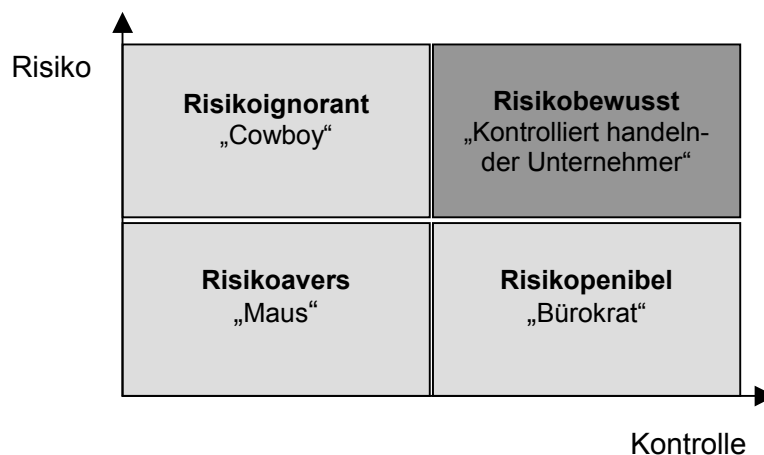 Risiko
Risikoignorant
„Cowboy“
Risikobewusst
„Kontrolliert handeln-
der Unternehmer“
Risikoavers
„Maus“
Risikopenibel
„Bürokrat“
Kontrolle